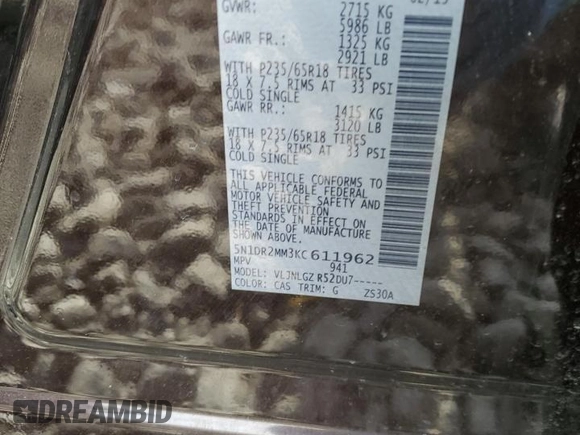 GVWR: 2715 KG
5986 LB
GAWR FR.: 1325 KG
2921 LB
WITH P235/65R18 TIRES
18 X 7.5 RIMS AT 33 PSI
COLD SINGLE
GAWR RR.: 1415 KG
3120 LB
WITH P235/65R18 TIRES
18 X 7.5 RIMS AT 33 PSI
COLD SINGLE
THIS VEHICLE CONFORMS TO
ALL APPLICABLE FEDERAL
MOTOR VEHICLE SAFETY AND
THEFT PREVENTION
STANDARDS IN EFFECT ON
THE DATE OF MANUFACTURE
SHOWN ABOVE.
5N1DR2MM3KC611962
MPV 941
MODEL: VLJNLGZ R52DU7-----
COLOR: CAS TRIM: G ZS30A
DREAMBID